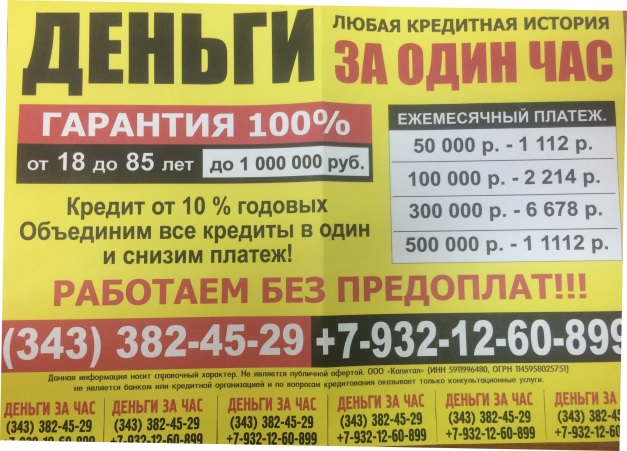 ДЕНЬГИ
ЛЮБАЯ КРЕДИТНАЯ ИСТОРИЯ
ЗА ОДИН ЧАС
ГАРАНТИЯ 100%
от 18 до 85 лет до 1 000 000 руб.
Кредит от 10 % годовых
Объединим все кредиты в один
и снизим платеж!
ЕЖЕМЕСЯЧНЫЙ ПЛАТЕЖ.
50 000 р. - 1 112 р.
100 000 р. - 2 214 р.
300 000 р. - 6 678 р.
500 000 р. - 1 1112 р.
РАБОТАЕМ БЕЗ ПРЕДОПЛАТ!!!
(343) 382-45-29 +7-932-12-60-899
Данная информация носит справочный характер. Не является публичной офертой. ООО «Капитал» (ИНН 5911996480, ОГРН 1145958025751)
не является банком или кредитной организацией и по вопросам кредитования оказывает только консультационные услуги.
ДЕНЬГИ ЗА ЧАС ДЕНЬГИ ЗА ЧАС ДЕНЬГИ ЗА ЧАС ДЕНЬГИ ЗА ЧАС ДЕНЬГИ ЗА ЧАС ДЕНЬГИ ЗА
(343) 382-45-29 (343) 382-45-29 (343) 382-45-29 (343) 382-45-29 (343) 382-45-29 (343) 382-4
+7-932-12-60-899 +7-932-12-60-899 +7-932-12-60-899 +7-932-12-60-899 +7-932-12-60-899 +7-932-12-6